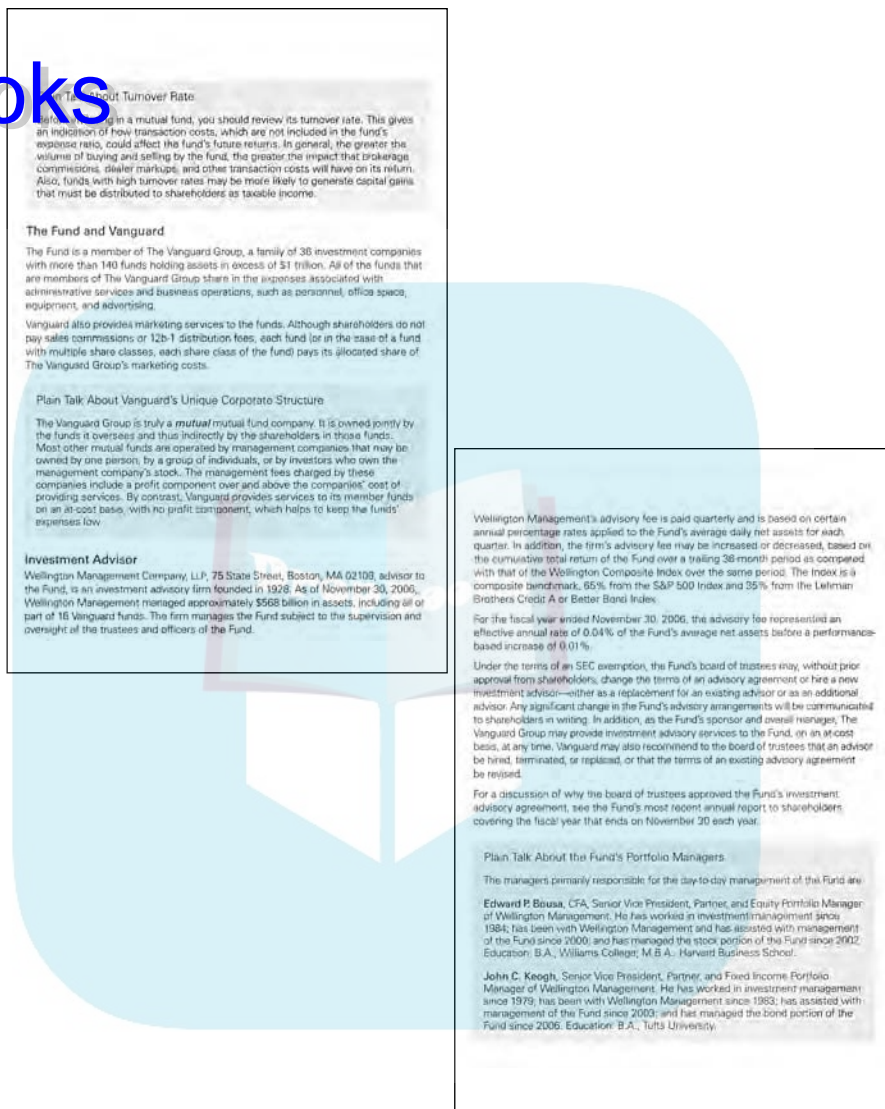 oks
Talk About Turnover Rate
in a mutual fund, you should review its turnover rate. This gives
an indication of how transaction costs, which are not included in the fund's
expense ratio, could affect the fund's future returns. In general, the greater the
volume of buying and selling by the fund, the greater the impact that brokerage
commissions, dealer markups, and other transaction costs will have on its return.
Also, funds with high turnover rates may be more likely to generate capital gains
that must be distributed to shareholders as taxable income.
The Fund and Vanguard
The Fund is a member of The Vanguard Group, a family of 36 investment companies
with more than 140 funds holding assets in excess of $1 trillion. All of the funds that
are members of The Vanguard Group share in the expenses associated with
administrative services and business operations, such as personnel, office space,
equipment, and advertising.
Vanguard also provides marketing services to the funds. Although shareholders do not
pay sales commissions or 12b-1 distribution fees, each fund (or in the case of a fund
with multiple share classes, each share class of the fund) pays its allocated share of
The Vanguard Group's marketing costs.
Plain Talk About Vanguard's Unique Corporate Structure
The Vanguard Group is truly a mutual mutual fund company. It is owned jointly by
the funds it oversees and thus indirectly by the shareholders in those funds.
Most other mutual funds are operated by management companies that may be
owned by one person, by a group of individuals, or by investors who own the
management company's stock. The management fees charged by these
companies include a profit component over and above the companies' cost of
providing services. By contrast, Vanguard provides services to its member funds
on an at-cost basis, with no profit component, which helps to keep the funds'
expenses low.
Investment Advisor
Wellington Management Company, LLP, 75 State Street, Boston, MA 02109, advisor to
the Fund, is an investment advisory firm founded in 1928. As of November 30, 2006,
Wellington Management managed approximately $568 billion in assets, including all or
part of 16 Vanguard funds. The firm manages the Fund subject to the supervision and
oversight of the trustees and officers of the Fund.
Wellington Management's advisory fee is paid quarterly and is based on certain
annual percentage rates applied to the Fund's average daily net assets for each
quarter. In addition, the firm's advisory fee may be increased or decreased, based on
the cumulative total return of the Fund over a trailing 36-month period as compared
with that of the Wellington Composite Index over the same period. The Index is a
composite benchmark, 65% from the S&P 500 Index and 35% from the Lehman
Brothers Credit A or Better Bond Index.
For the fiscal year ended November 30, 2006, the advisory fee represented an
effective annual rate of 0.04% of the Fund's average net assets before a performance-
based increase of 0.01%.
Under the terms of an SEC exemption, the Fund's board of trustees may, without prior
approval from shareholders, change the terms of an advisory agreement or hire a new
investment advisor—either as a replacement for an existing advisor or as an additional
advisor. Any significant change in the Fund's advisory arrangements will be communicated
to shareholders in writing. In addition, as the Fund's sponsor and overall manager, The
Vanguard Group may provide investment advisory services to the Fund, on an at-cost
basis, at any time. Vanguard may also recommend to the board of trustees that an advisor
be hired, terminated, or replaced, or that the terms of an existing advisory agreement
be revised.
For a discussion of why the board of trustees approved the Fund's investment
advisory agreement, see the Fund's most recent annual report to shareholders
covering the fiscal year that ends on November 30 each year.
Plain Talk About the Fund's Portfolio Managers
The managers primarily responsible for the day-to-day management of the Fund are
Edward P. Bousa, CFA, Senior Vice President, Partner, and Equity Portfolio Manager
of Wellington Management. He has worked in investment management since
1984; has been with Wellington Management and has assisted with management
of the Fund since 2000; and has managed the stock portion of the Fund since 2002.
Education: B.A., Williams College; M.B.A., Harvard Business School.
John C. Keogh, Senior Vice President, Partner, and Fixed Income Portfolio
Manager of Wellington Management. He has worked in investment management
since 1979; has been with Wellington Management since 1983; has assisted with
management of the Fund since 2003; and has managed the bond portion of the
Fund since 2006. Education: B.A., Tufts University.